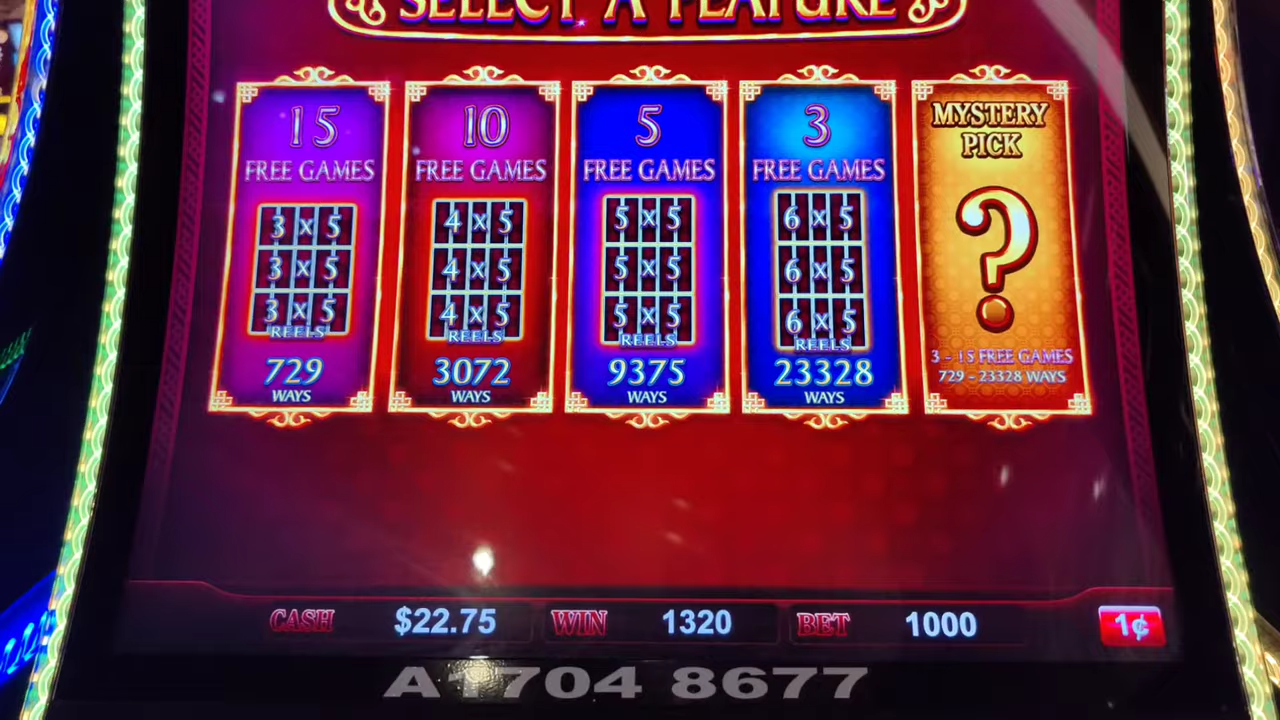 SELECT A FEATURE
15
FREE GAMES
3 x 5
3 x 5
3 x 5
REELS
729
WAYS
10
FREE GAMES
4 x 5
4 x 5
4 x 5
REELS
3072
WAYS
5
FREE GAMES
5 x 5
5 x 5
5 x 5
REELS
9375
WAYS
3
FREE GAMES
6 x 5
6 x 5
6 x 5
REELS
23328
WAYS
MYSTERY
PICK
?
3 - 15 FREE GAMES
729 - 23328 WAYS
CASH $22.75 WIN 1320 BET 1000 1¢
A1704 8677